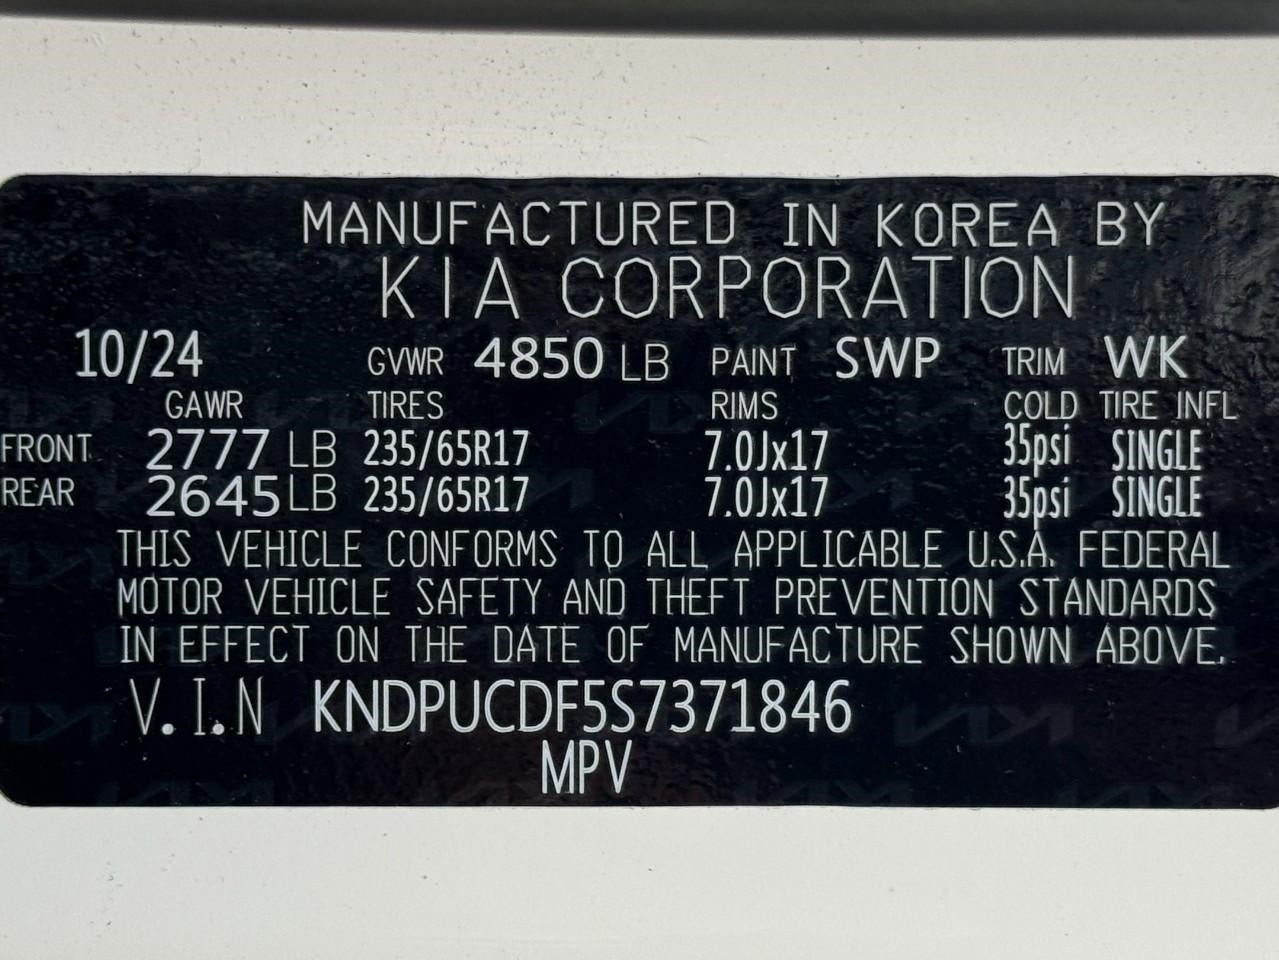 MANUFACTURED IN KOREA BY
KIA CORPORATION
10/24 GVWR 4850 LB PAINT SWP TRIM WK
GAWR TIRES RIMS COLD TIRE INFL
FRONT 2777 LB 235/65R17 7.0Jx17 35psi SINGLE
REAR 2645 LB 235/65R17 7.0Jx17 35psi SINGLE
THIS VEHICLE CONFORMS TO ALL APPLICABLE U.S.A. FEDERAL
MOTOR VEHICLE SAFETY AND THEFT PREVENTION STANDARDS
IN EFFECT ON THE DATE OF MANUFACTURE SHOWN ABOVE.
V.I.N KNDPUCDF5S7371846
MPV